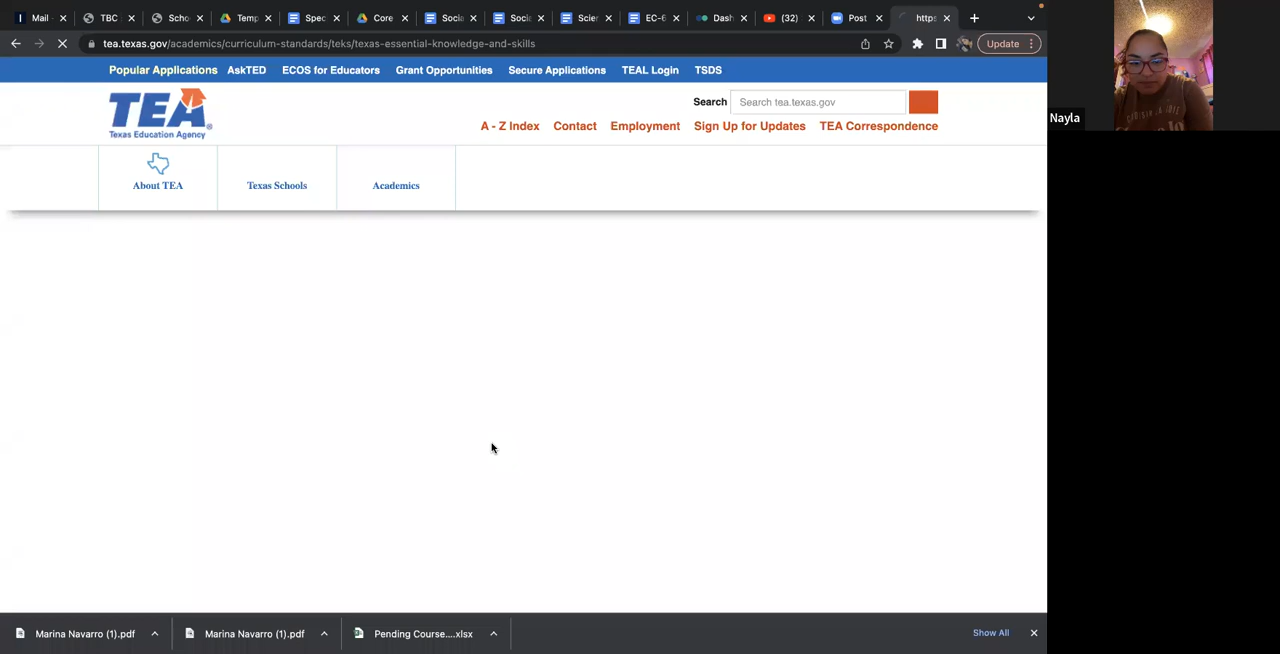 Mail
TBC
Scho
Temp
Spec
Core
Socia
Socia
Scien
EC-6
Dash
(32)
Post
https
tea.texas.gov/academics/curriculum-standards/teks/texas-essential-knowledge-and-skills
Update
Popular Applications AskTED ECOS for Educators Grant Opportunities Secure Applications TEAL Login TSDS
TEA
Texas Education Agency
Search Search tea.texas.gov
A - Z Index Contact Employment Sign Up for Updates TEA Correspondence
About TEA Texas Schools Academics
Nayla
Marina Navarro (1).pdf Marina Navarro (1).pdf Pending Course....xlsx Show All